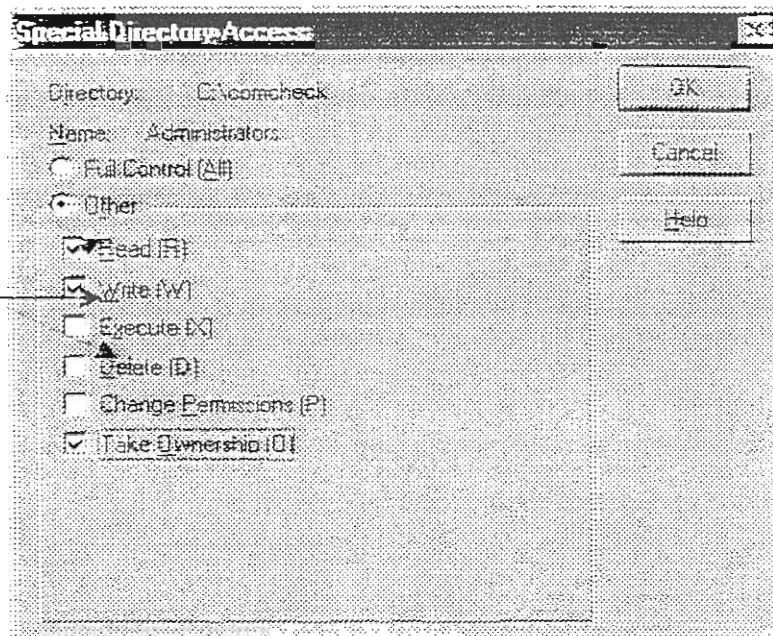 Special Directory Access
Directory: C:\comcheck
Name: Administrators
Full Control (All)
Other
Read (R)
Write (W)
Execute (X)
Delete (D)
Change Permissions (P)
Take Ownership (O)
OK
Cancel
Help